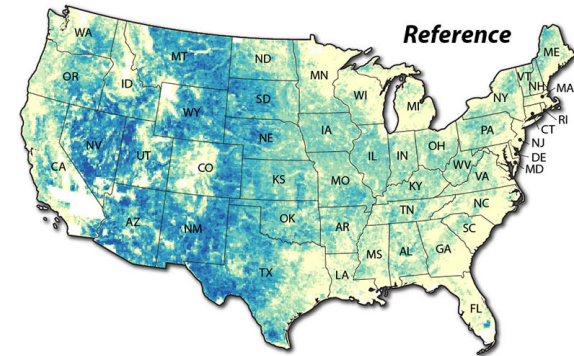 Reference
WA
MT
ND
MN
ME
OR
ID
WY
SD
WI
MI
VT
NH
MA
NY
RI
CT
NV
UT
CO
NE
IA
IL
IN
OH
PA
NJ
DE
MD
CA
KS
MO
KY
WV
VA
AZ
NM
OK
AR
TN
NC
SC
TX
LA
MS
AL
GA
FL